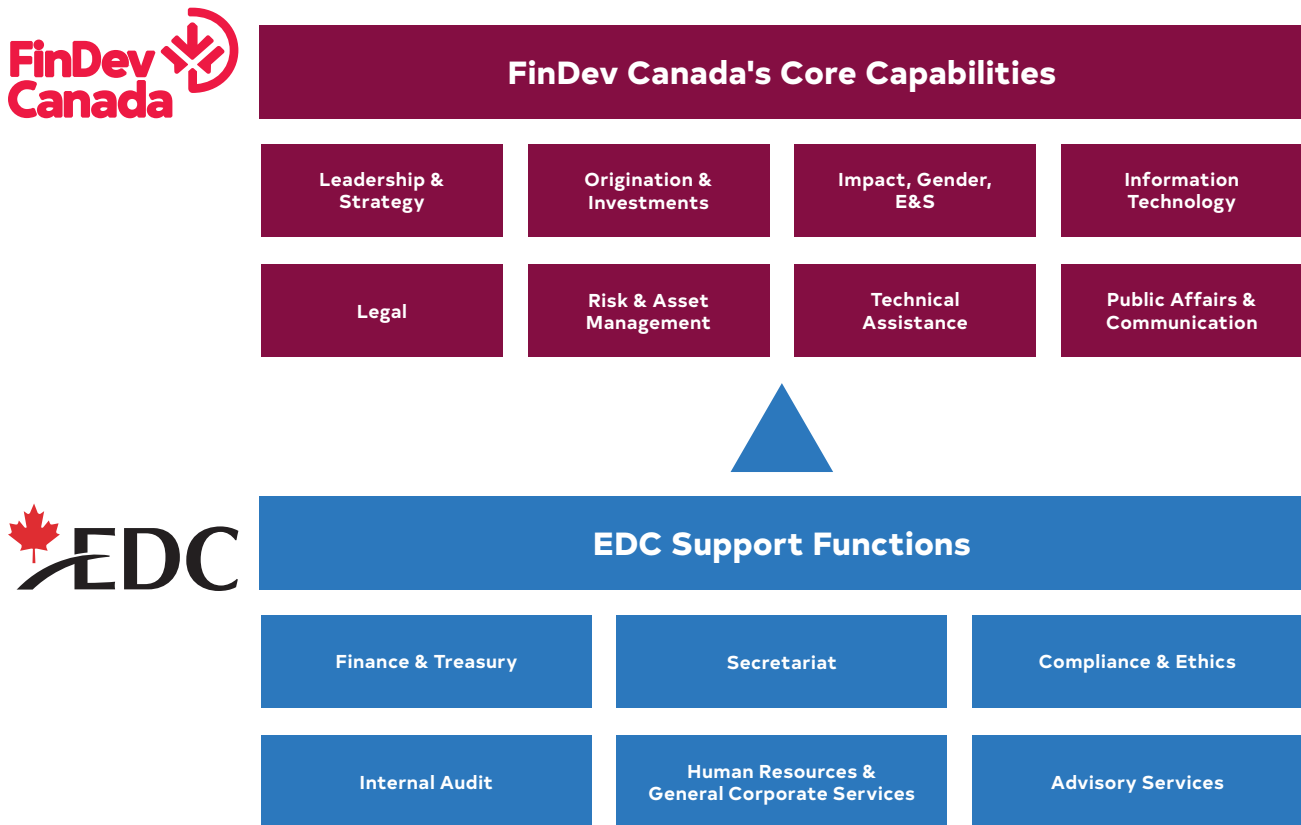 FinDev
Canada
FinDev Canada's Core Capabilities
Leadership &
Strategy
Origination &
Investments
Impact, Gender,
E&S
Information
Technology
Legal
Risk & Asset
Management
Technical
Assistance
Public Affairs &
Communication
EDC
EDC Support Functions
Finance & Treasury
Secretariat
Compliance & Ethics
Internal Audit
Human Resources &
General Corporate Services
Advisory Services